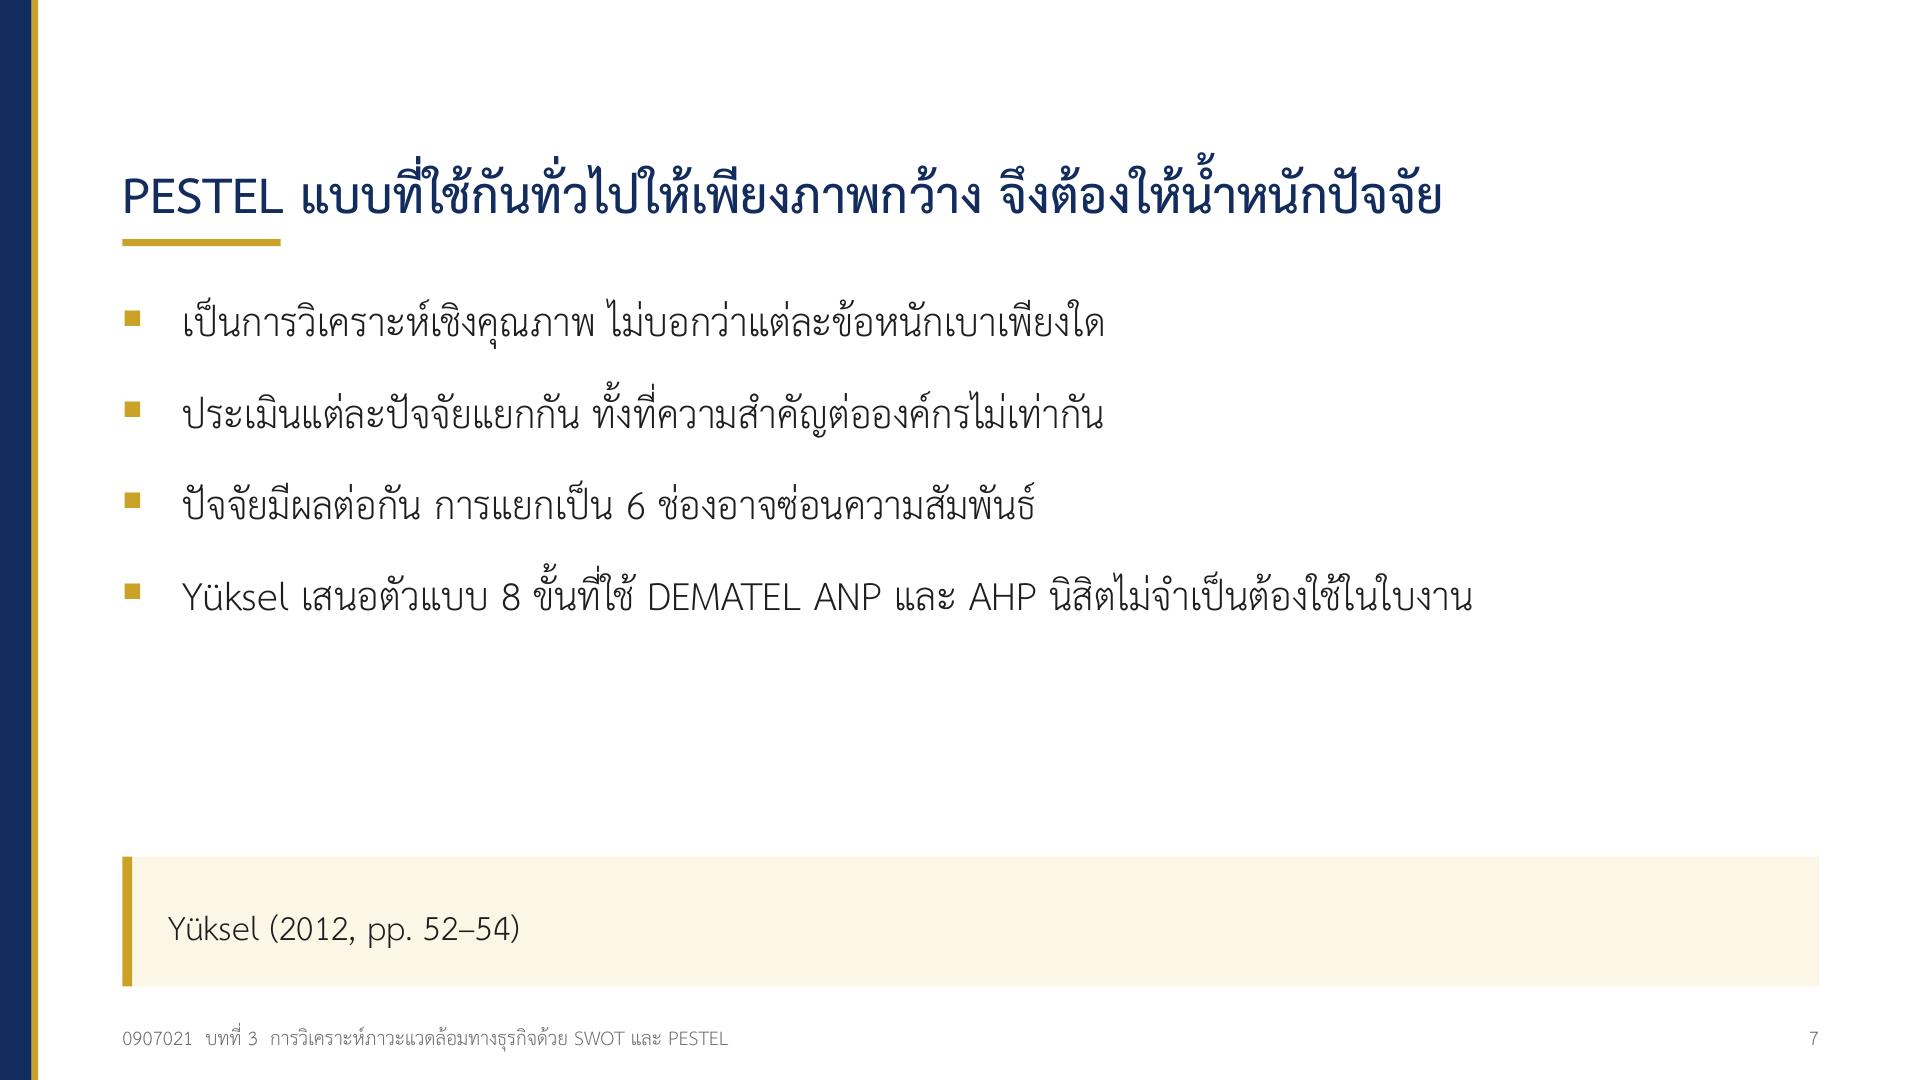 PESTEL แบบที่ใช้กันทั่วไปให้เพียงภาพกว้าง จึงต้องให้น้ำหนักปัจจัย
เป็นการวิเคราะห์เชิงคุณภาพ ไม่บอกว่าแต่ละข้อหนักเบาเพียงใด
ประเมินแต่ละปัจจัยแยกกัน ทั้งที่ความสำคัญต่อองค์กรไม่เท่ากัน
ปัจจัยมีผลต่อกัน การแยกเป็น 6 ช่องอาจซ่อนความสัมพันธ์
Yüksel เสนอตัวแบบ 8 ขั้นที่ใช้ DEMATEL ANP และ AHP นิสิตไม่จำเป็นต้องใช้ในใบงาน
Yüksel (2012, pp. 52–54)
0907021 บทที่ 3 การวิเคราะห์ภาวะแวดล้อมทางธุรกิจด้วย SWOT และ PESTEL
7